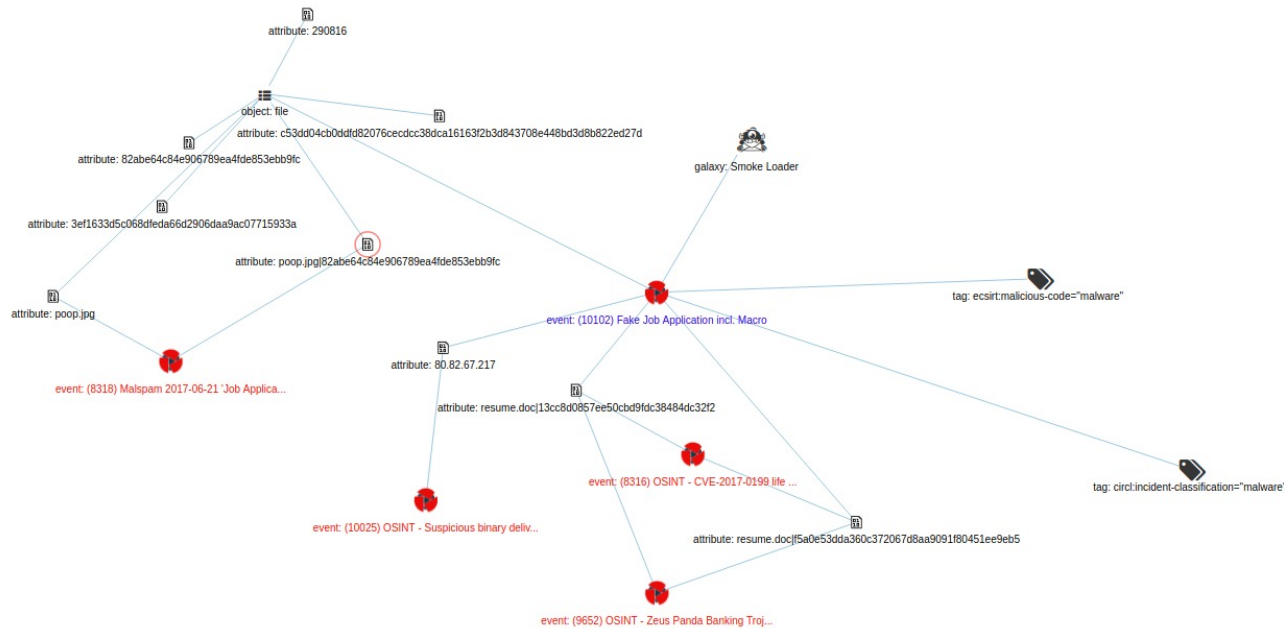 attribute: 290816
object: file
attribute: c53dd04cb0ddfd82076cecdcc38dca16163f2b3d843708e448bd3d8b822ed27d
attribute: 82abe64c84e906789ea4fde853ebb9fc
galaxy: Smoke Loader
attribute: 3ef1633d5c068dfeda66d2906daa9ac07715933a
attribute: poop.jpg|82abe64c84e906789ea4fde853ebb9fc
tag: ecsirt:malicious-code="malware"
attribute: poop.jpg
event: (10102) Fake Job Application incl. Macro
attribute: 80.82.67.217
event: (8318) Malspam 2017-06-21 'Job Applica...
attribute: resume.doc|13cc8d0857ee50cbd9fdc38484dc32f2
event: (8316) OSINT - CVE-2017-0199 life ...
tag: circl:incident-classification="malware"
event: (10025) OSINT - Suspicious binary deliv...
attribute: resume.doc|f5a0e53dda360c372067d8aa9091f80451ee9eb5
event: (9652) OSINT - Zeus Panda Banking Troj...